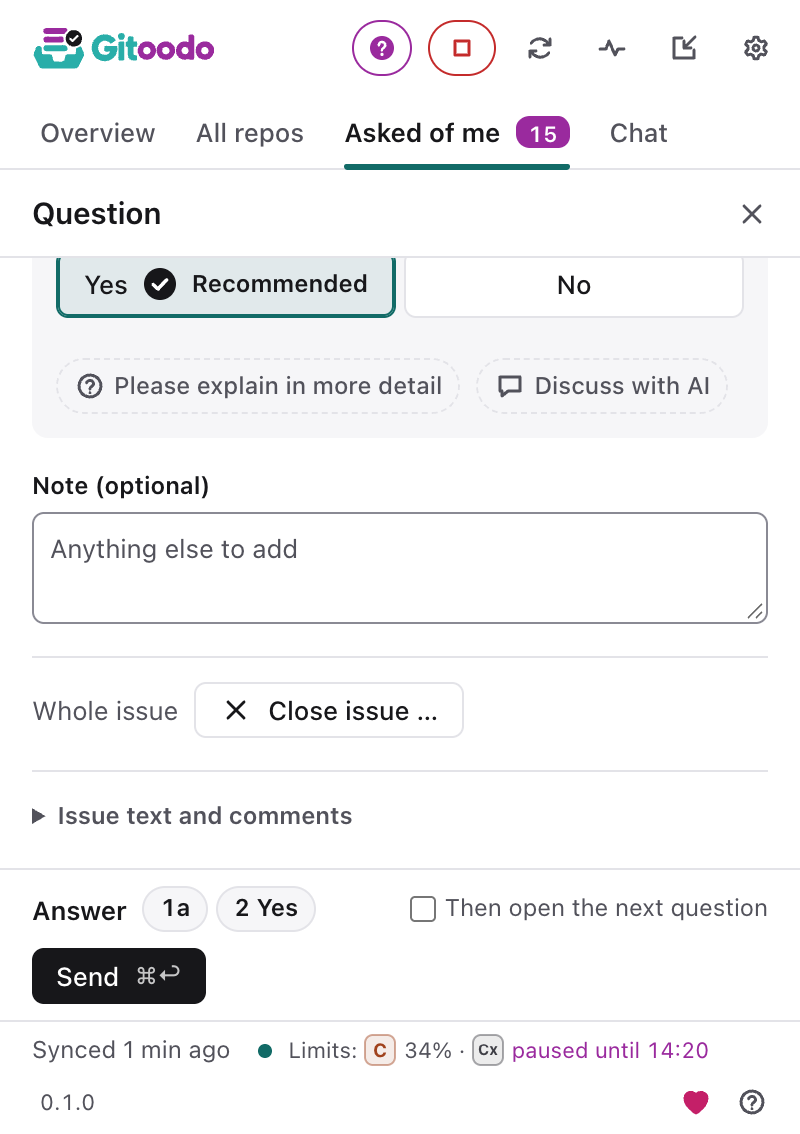 Gitoodo
Overview All repos Asked of me 15 Chat
Question
Yes Recommended No
Please explain in more detail Discuss with AI
Note (optional)
Anything else to add
Whole issue Close issue ...
Issue text and comments
Answer 1a 2 Yes Then open the next question
Send ⌘↩
Synced 1 min ago Limits: C 34% · Cx paused until 14:20
0.1.0